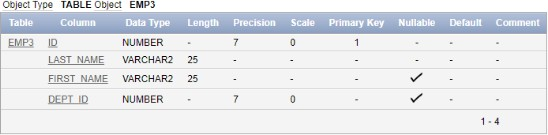 Object Type TABLE Object EMP3
Table Column Data Type Length Precision Scale Primary Key Nullable Default Comment
EMP3 ID NUMBER - 7 0 1 - - -
LAST_NAME VARCHAR2 25 - - - - - -
FIRST_NAME VARCHAR2 25 - - - ✓ - -
DEPT_ID NUMBER - 7 0 - ✓ - -
1 - 4